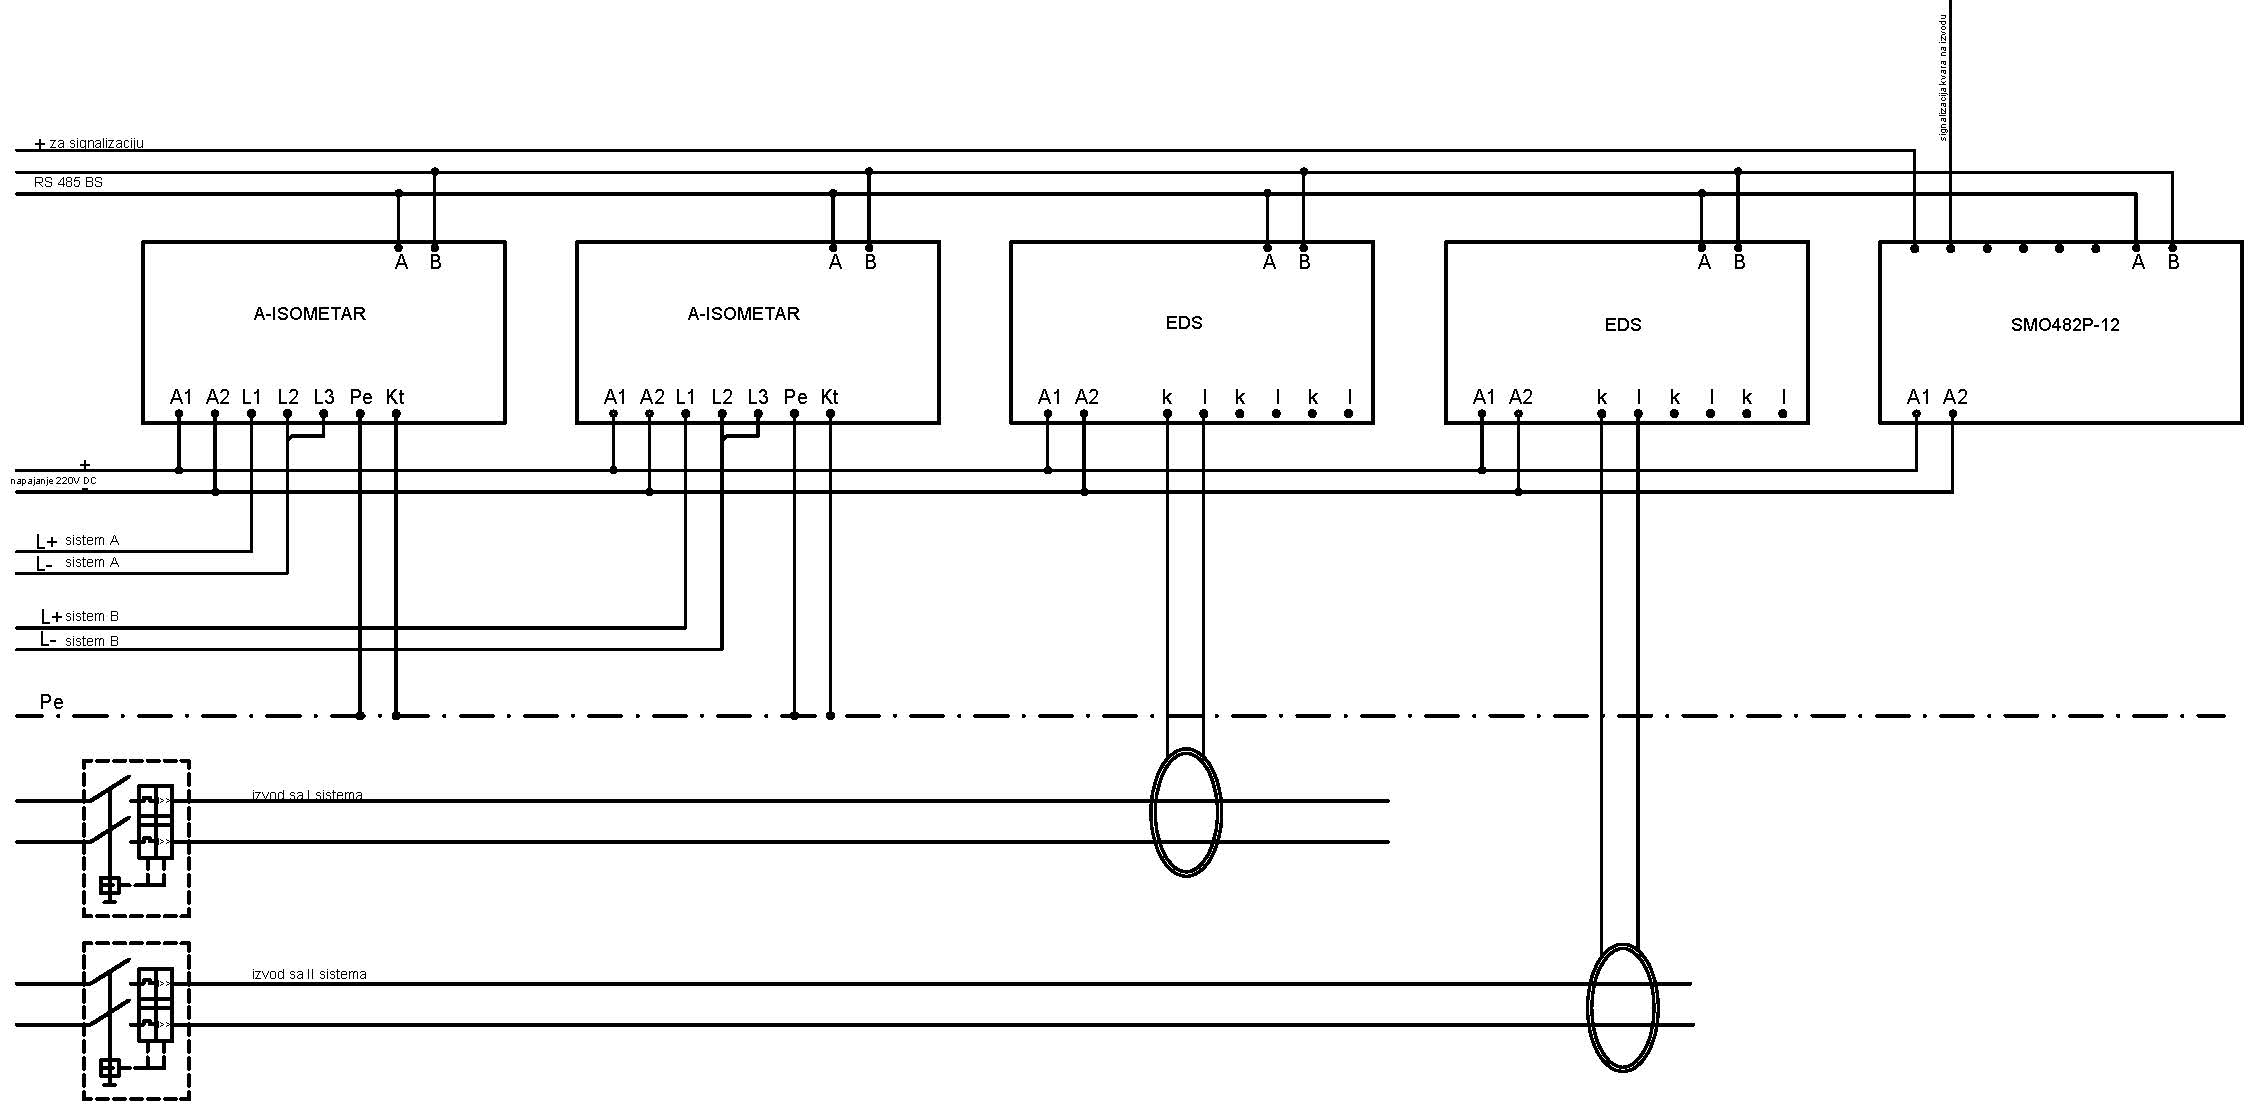 signalizacija kvara na izvodu
+ za signalizaciju
RS 485 BS
A B
A B
A B
A B
A B
A-ISOMETAR
A-ISOMETAR
EDS
EDS
SMO482P-12
A1 A2 L1 L2 L3 Pe Kt
A1 A2 L1 L2 L3 Pe Kt
A1 A2 k l k l k l
A1 A2 k l k l k l
A1 A2
+
napajanje 220V DC
-
L+ sistem A
L- sistem A
L+ sistem B
L- sistem B
Pe
izvod sa I sistema
izvod sa II sistema